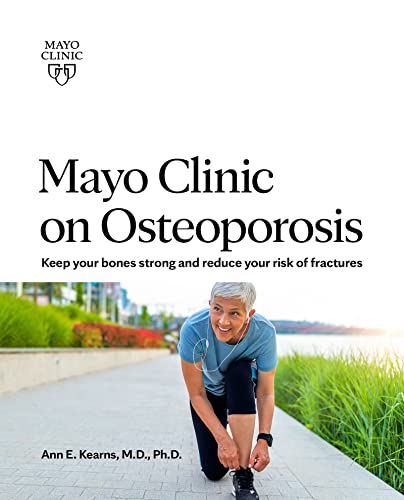 MAYO
CLINIC
Mayo Clinic
on Osteoporosis
Keep your bones strong and reduce your risk of fractures
Ann E. Kearns, M.D., Ph.D.